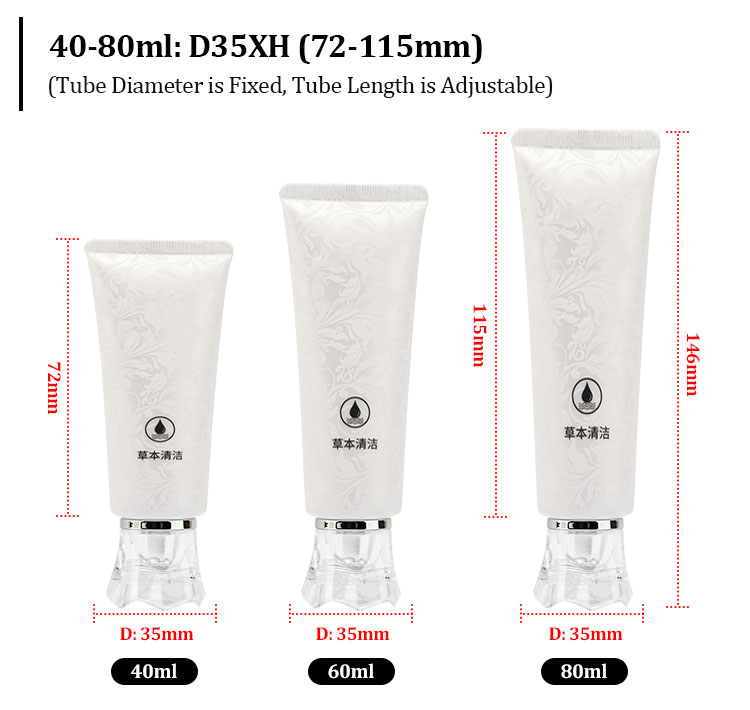 40-80ml: D35XH (72-115mm)
(Tube Diameter is Fixed, Tube Length is Adjustable)
72mm
115mm
146mm
草本清洁
草本清洁
草本清洁
D: 35mm
D: 35mm
D: 35mm
40ml
60ml
80ml